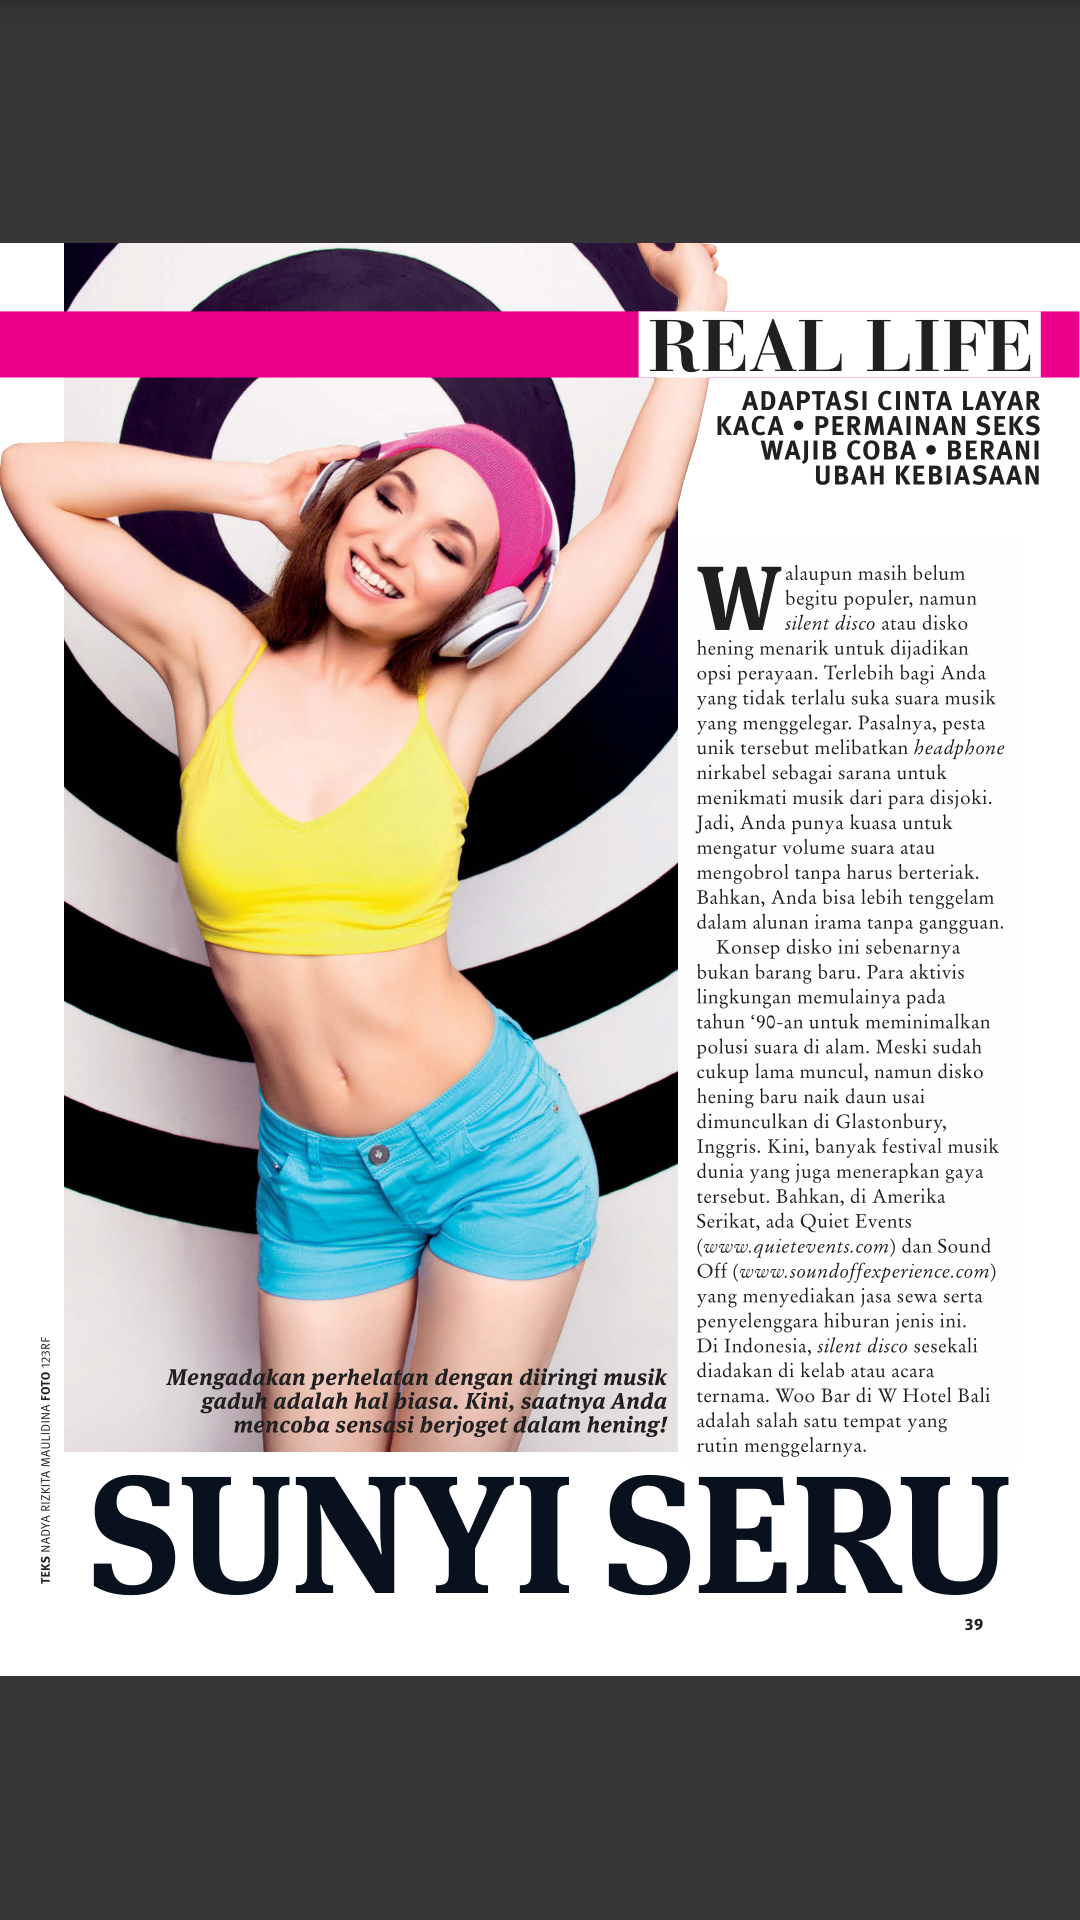 REAL LIFE
ADAPTASI CINTA LAYAR
KACA • PERMAINAN SEKS
WAJIB COBA • BERANI
UBAH KEBIASAAN
Walaupun masih belum
begitu populer, namun
silent disco atau disko
hening menarik untuk dijadikan
opsi perayaan. Terlebih bagi Anda
yang tidak terlalu suka suara musik
yang menggelegar. Pasalnya, pesta
unik tersebut melibatkan headphone
nirkabel sebagai sarana untuk
menikmati musik dari para disjoki.
Jadi, Anda punya kuasa untuk
mengatur volume suara atau
mengobrol tanpa harus berteriak.
Bahkan, Anda bisa lebih tenggelam
dalam alunan irama tanpa gangguan.
Konsep disko ini sebenarnya
bukan barang baru. Para aktivis
lingkungan memulainya pada
tahun ‘90-an untuk meminimalkan
polusi suara di alam. Meski sudah
cukup lama muncul, namun disko
hening baru naik daun usai
dimunculkan di Glastonbury,
Inggris. Kini, banyak festival musik
dunia yang juga menerapkan gaya
tersebut. Bahkan, di Amerika
Serikat, ada Quiet Events
(www.quietevents.com) dan Sound
Off (www.soundoffexperience.com)
yang menyediakan jasa sewa serta
penyelenggara hiburan jenis ini.
Di Indonesia, silent disco sesekali
diadakan di kelab atau acara
ternama. Woo Bar di W Hotel Bali
adalah salah satu tempat yang
rutin menggelarnya.
Mengadakan perhelatan dengan diiringi musik
gaduh adalah hal biasa. Kini, saatnya Anda
mencoba sensasi berjoget dalam hening!
TEKS NADYA RIZKITA MAULIDINA FOTO 123RF
SUNYI SERU
39